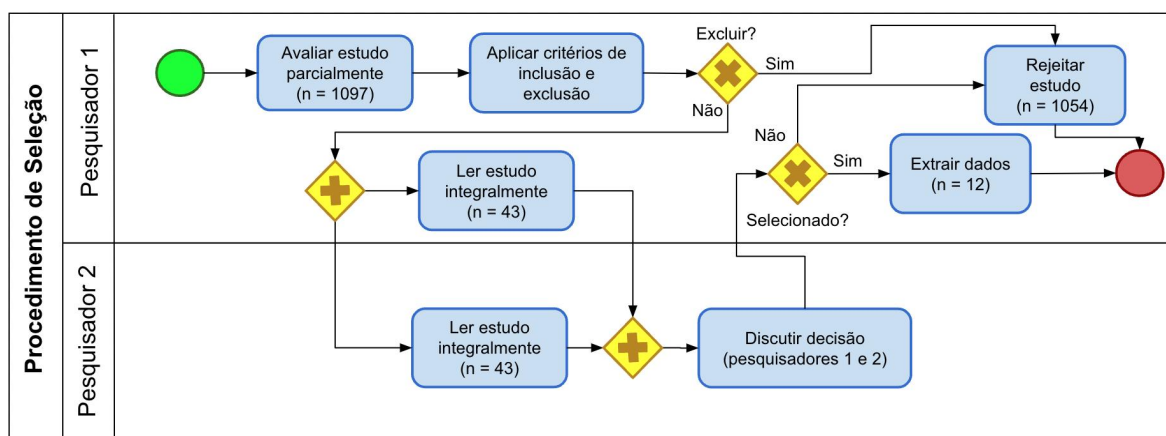 Procedimento de Seleção
Pesquisador 1
Avaliar estudo
parcialmente
(n = 1097)
Aplicar critérios de
inclusão e
exclusão
Excluir?
Sim
Não
Rejeitar
estudo
(n = 1054)
Ler estudo
integralmente
(n = 43)
Não
Sim
Selecionado?
Extrair dados
(n = 12)
Pesquisador 2
Ler estudo
integralmente
(n = 43)
Discutir decisão
(pesquisadores 1 e 2)